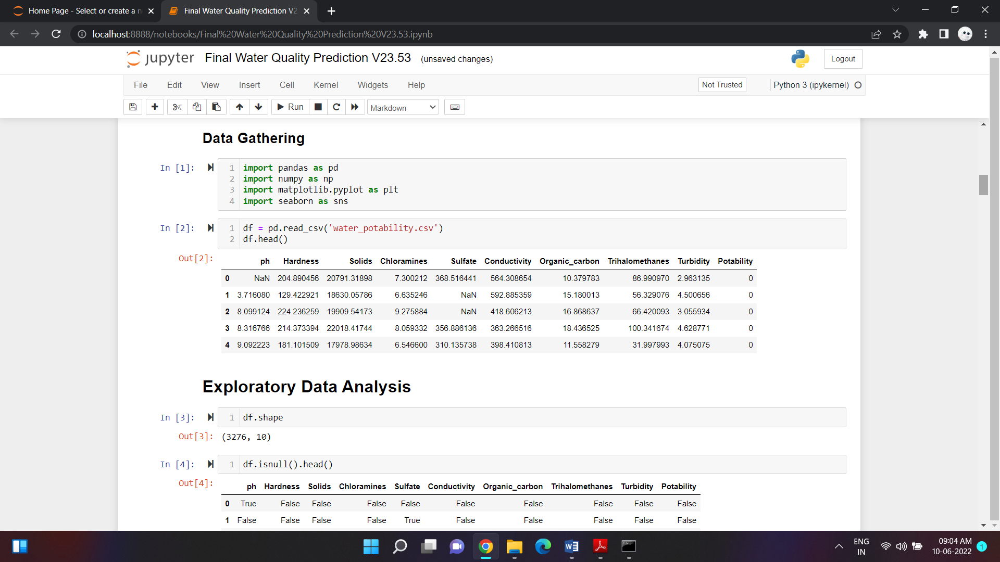 Home Page - Select or create a n
Final Water Quality Prediction V2
localhost:8888/notebooks/Final%20Water%20Quality%20Prediction%20V23.53.ipynb
jupyter Final Water Quality Prediction V23.53 (unsaved changes)
Logout
File Edit View Insert Cell Kernel Widgets Help
Not Trusted
Python 3 (ipykernel)
Run
Markdown
Data Gathering
In [1]:
1 import pandas as pd
2 import numpy as np
3 import matplotlib.pyplot as plt
4 import seaborn as sns
In [2]:
1 df = pd.read_csv('water_potability.csv')
2 df.head()
Out[2]:
ph Hardness Solids Chloramines Sulfate Conductivity Organic_carbon Trihalomethanes Turbidity Potability
0 NaN 204.890456 20791.31898 7.300212 368.516441 564.308654 10.379783 86.990970 2.963135 0
1 3.716080 129.422921 18630.05786 6.635246 NaN 592.885359 15.180013 56.329076 4.500656 0
2 8.099124 224.236259 19909.54173 9.275884 NaN 418.606213 16.868637 66.420093 3.055934 0
3 8.316766 214.373394 22018.41744 8.059332 356.886136 363.266516 18.436525 100.341674 4.628771 0
4 9.092223 181.101509 17978.98634 6.546600 310.135738 398.410813 11.558279 31.997993 4.075075 0
Exploratory Data Analysis
In [3]:
1 df.shape
Out[3]: (3276, 10)
In [4]:
1 df.isnull().head()
Out[4]:
ph Hardness Solids Chloramines Sulfate Conductivity Organic_carbon Trihalomethanes Turbidity Potability
0 True False False False False False False False False False
1 False False False False True False False False False False
ENG
IN
09:04 AM
10-06-2022
1